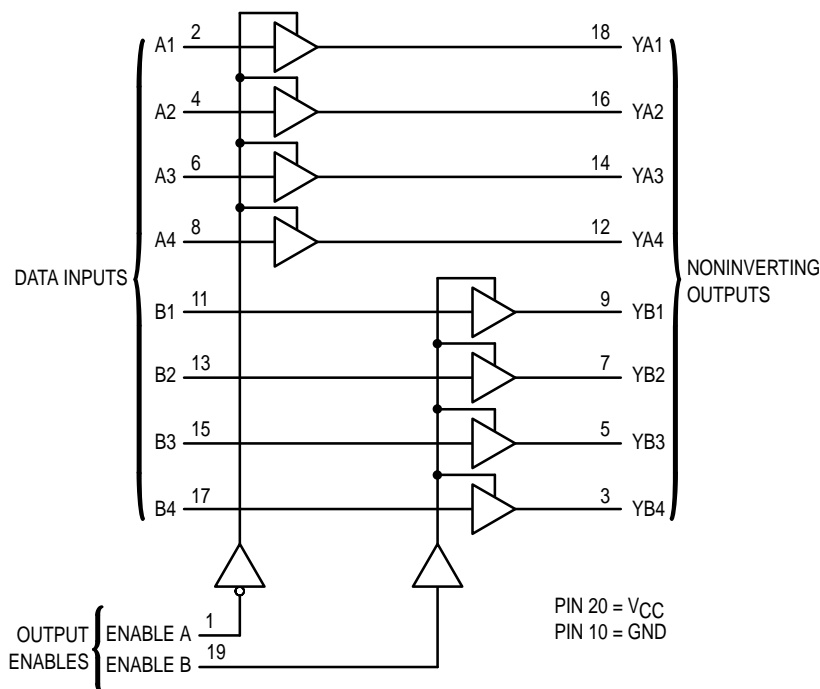 A1 2 18 YA1
A2 4 16 YA2
A3 6 14 YA3
A4 8 12 YA4
DATA INPUTS
NONINVERTING
OUTPUTS
B1 11 9 YB1
B2 13 7 YB2
B3 15 5 YB3
B4 17 3 YB4
OUTPUT
ENABLES
ENABLE A 1
ENABLE B 19
PIN 20 = VCC
PIN 10 = GND